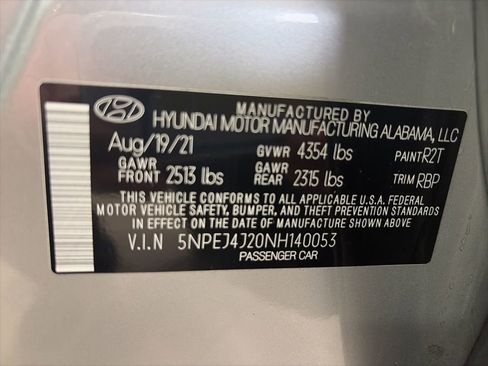 MANUFACTURED BY
HYUNDAI MOTOR MANUFACTURING ALABAMA, LLC
Aug/19/21 GVWR 4354 lbs PAINT R2T
GAWR FRONT 2513 lbs GAWR REAR 2315 lbs TRIM RBP
THIS VEHICLE CONFORMS TO ALL APPLICABLE U.S.A. FEDERAL
MOTOR VEHICLE SAFETY, BUMPER, AND THEFT PREVENTION STANDARDS
IN EFFECT ON THE DATE OF MANUFACTURE SHOWN ABOVE
V.I.N 5NPEJ4J20NH140053
PASSENGER CAR